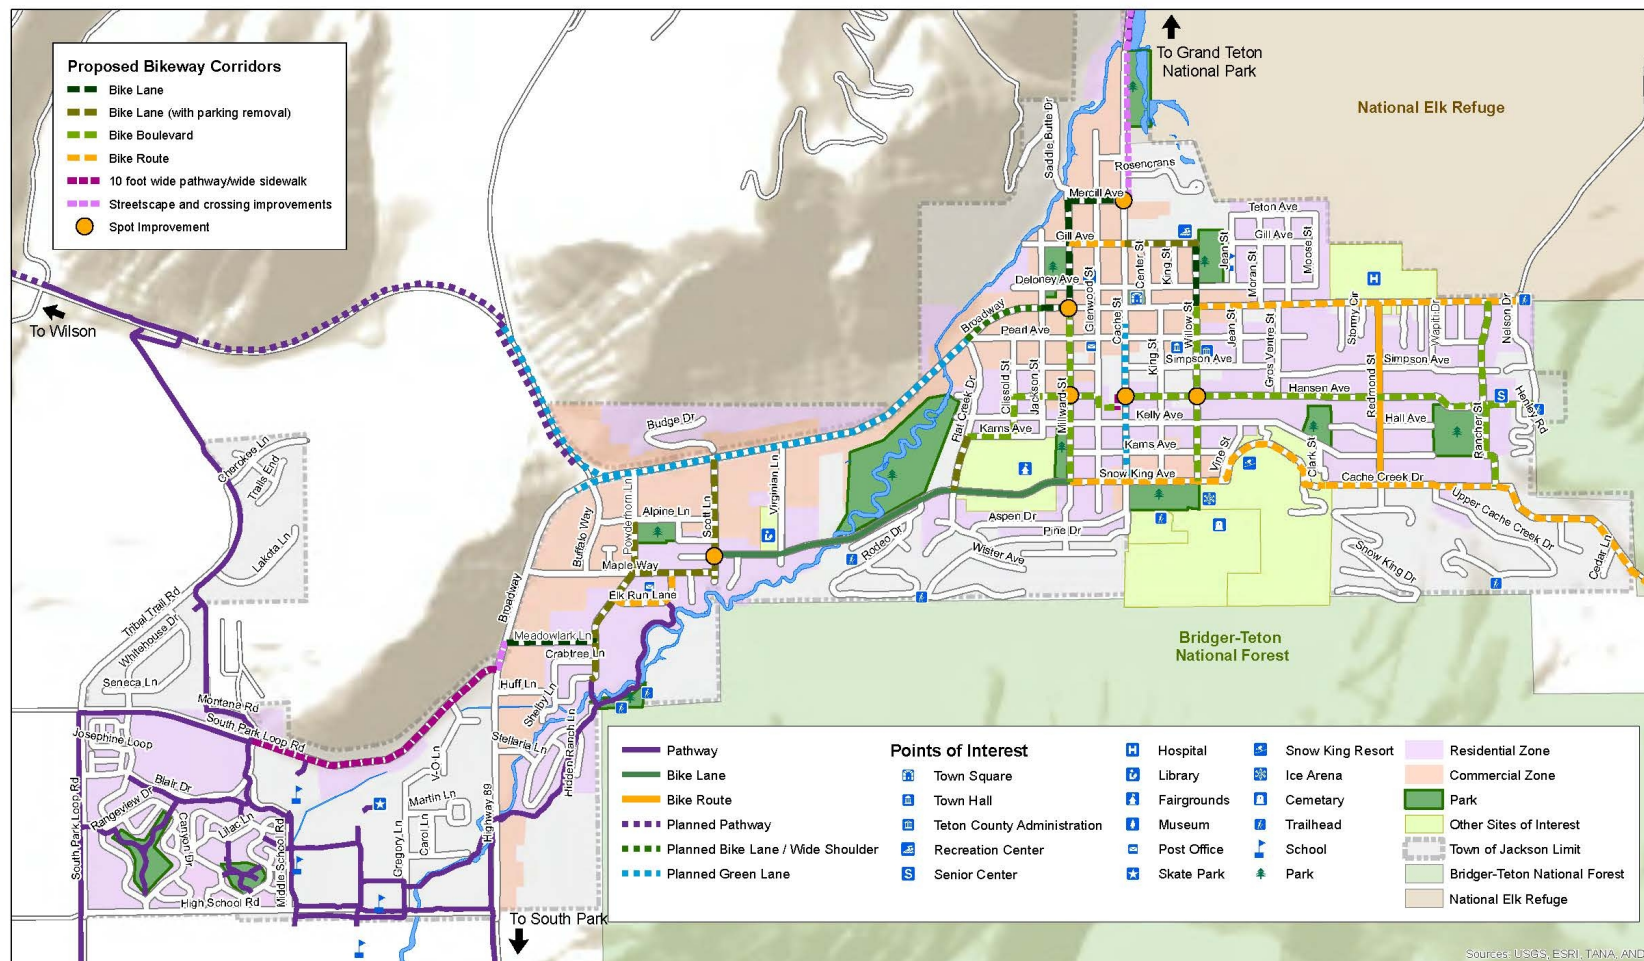 Proposed Bikeway Corridors
Bike Lane
Bike Lane (with parking removal)
Bike Boulevard
Bike Route
10 foot wide pathway/wide sidewalk
Streetscape and crossing improvements
Spot Improvement
To Grand Teton
National Park
National Elk Refuge
Saddle Butte Dr
Rosencrans
Mercill Ave
Teton Ave
Gill Ave
Gill Ave
Jean St
Moran St
Moose St
Center St
King St
Deloney Ave
Glenwood St
Broadway
Pearl Ave
Cache St
Willow St
Jean St
Gros Ventre St
Stormy Cir
Wapiti Dr
Nelson Dr
To Wilson
King St
Simpson Ave
Simpson Ave
Clissold St
Jackson St
Millward St
Hansen Ave
Redmond St
Flat Creek Dr
Kelly Ave
Hall Ave
Rancher St
Henley Rd
Budge Dr
Karns Ave
Karns Ave
Vine St
Clark St
Cherokee Ln
Trails End
Snow King Ave
Cache Creek Dr
Virginian Ln
Powderhorn Ln
Scott Ln
Alpine Ln
Buffalo Way
Aspen Dr
Pine Dr
Upper Cache Creek Dr
Lakota Ln
Rodeo Dr
Wister Ave
Snow King Dr
Cedar Ln
Maple Way
Broadway
Elk Run Lane
Tribal Trail Rd
Whitehouse Dr
Meadowlark Ln
Crabtree Ln
Bridger-Teton
National Forest
Seneca Ln
Huff Ln
Shelby Ln
Montana Rd
South Park Loop Rd
Josephine Loop
Stellaria Ln
Hidden Ranch Ln
V-O Ln
Blair Dr
Rangeview Dr
Martin Ln
South Park Loop Rd
Canyon Dr
Lilac Ln
Middle School Rd
Gregory Ln
Carol Ln
Highway 89
High School Rd
To South Park
Pathway
Bike Lane
Bike Route
Planned Pathway
Planned Bike Lane / Wide Shoulder
Planned Green Lane
Points of Interest
Town Square
Town Hall
Teton County Administration
Recreation Center
S Senior Center
H Hospital
Library
Fairgrounds
Museum
Post Office
Skate Park
Snow King Resort
Ice Arena
Cemetary
Trailhead
School
Park
Residential Zone
Commercial Zone
Park
Other Sites of Interest
Town of Jackson Limit
Bridger-Teton National Forest
National Elk Refuge
H
S
Sources: USGS, ESRI, TANA, AND